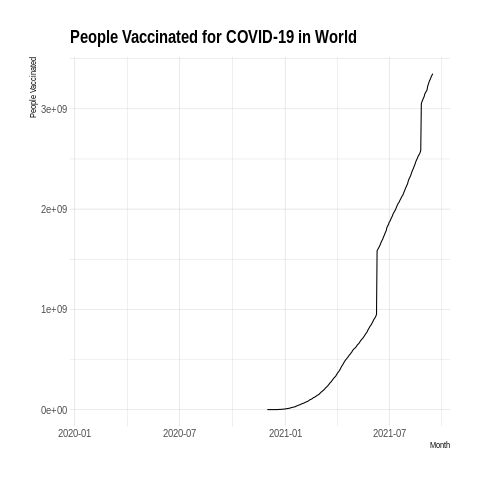 People Vaccinated for COVID-19 in World
People Vaccinated
3e+09
2e+09
1e+09
0e+00
2020-01 2020-07 2021-01 2021-07
Month